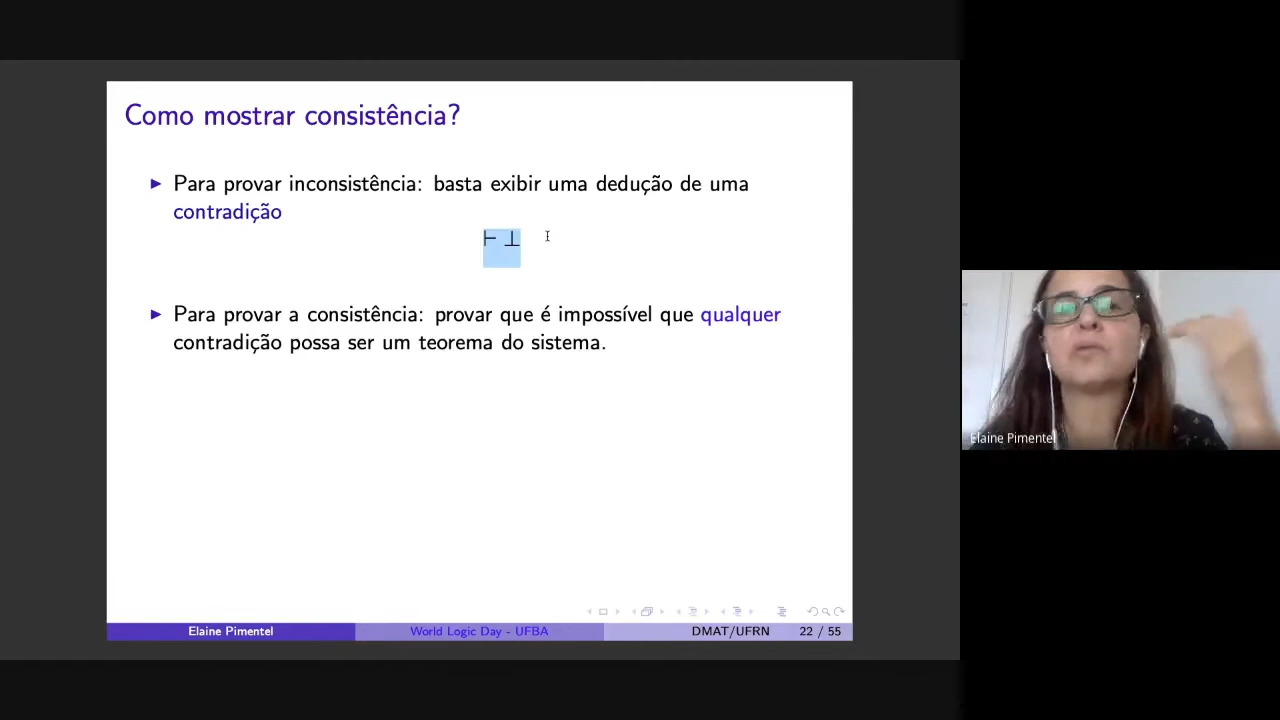 Como mostrar consistência?
▶ Para provar inconsistência: basta exibir uma dedução de uma
contradição
⊢ ⊥
▶ Para provar a consistência: provar que é impossível que qualquer
contradição possa ser um teorema do sistema.
Elaine Pimentel
Elaine Pimentel World Logic Day - UFBA DMAT/UFRN 22 / 55